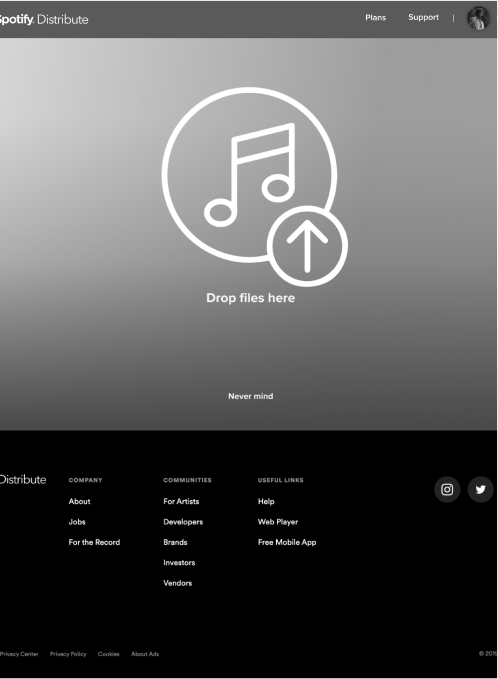 Spotify. Distribute
Plans Support |
Drop files here
Never mind
Distribute
COMPANY COMMUNITIES USEFUL LINKS
About For Artists Help
Jobs Developers Web Player
For the Record Brands Free Mobile App
Investors
Vendors
Privacy Center Privacy Policy Cookies About Ads
© 2015